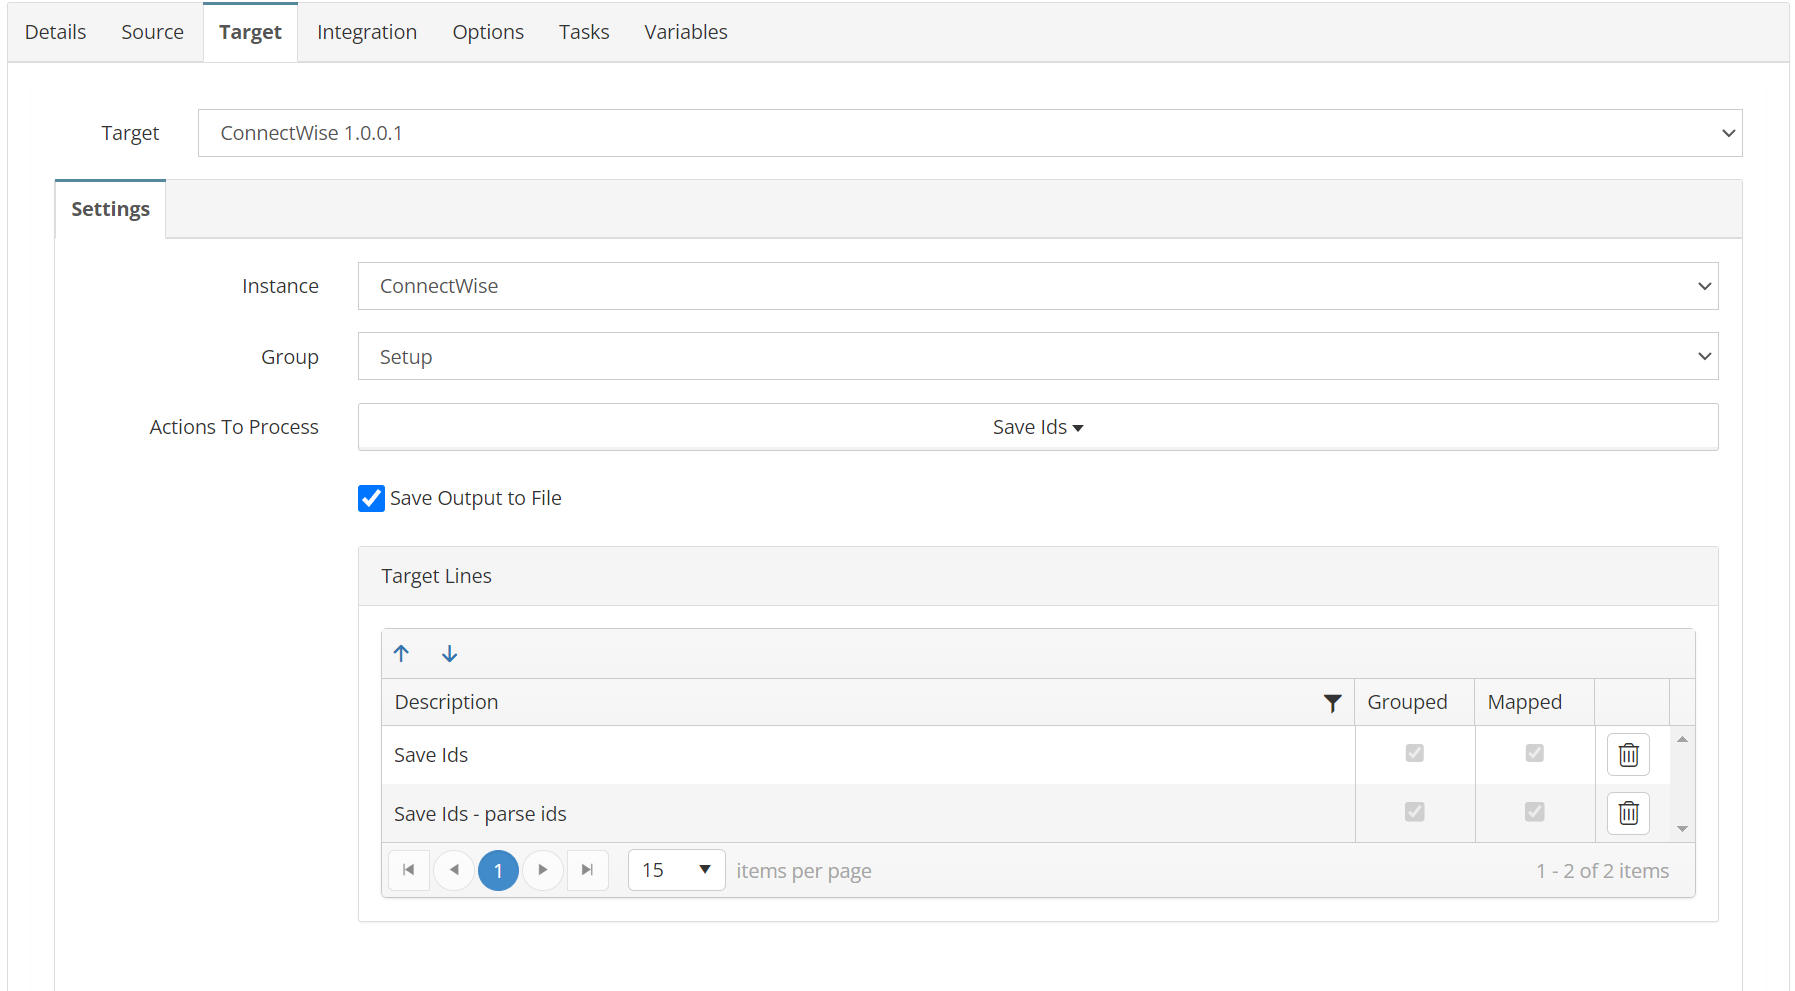 Details Source Target Integration Options Tasks Variables
Target ConnectWise 1.0.0.1
Settings
Instance ConnectWise
Group Setup
Actions To Process Save Ids
Save Output to File
Target Lines
Description Grouped Mapped
Save Ids
Save Ids - parse ids
1 15 items per page 1 - 2 of 2 items